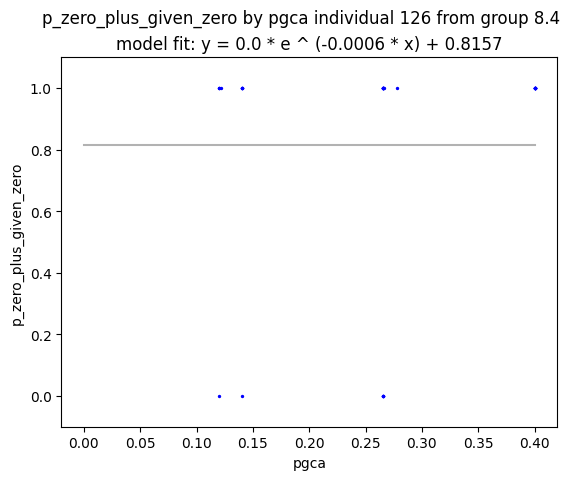 p_zero_plus_given_zero by pgca individual 126 from group 8.4
model fit: y = 0.0 * e ^ (-0.0006 * x) + 0.8157
1.0
0.8
0.6
0.4
0.2
0.0
p_zero_plus_given_zero
0.00 0.05 0.10 0.15 0.20 0.25 0.30 0.35 0.40
pgca